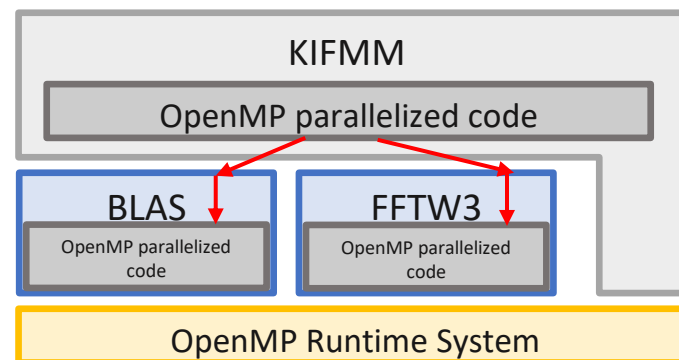 KIFMM
OpenMP parallelized code
BLAS
OpenMP parallelized
code
FFTW3
OpenMP parallelized
code
OpenMP Runtime System